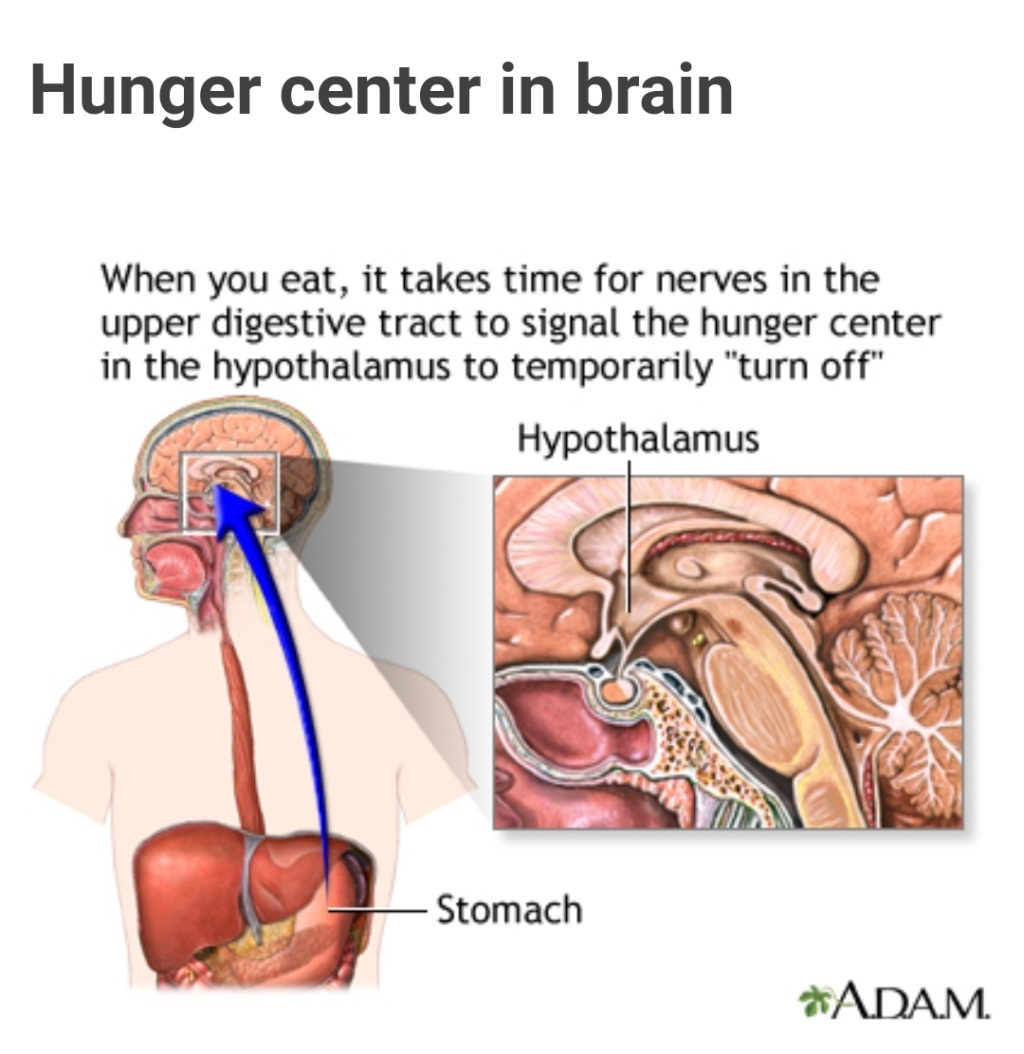 Hunger center in brain
When you eat, it takes time for nerves in the
upper digestive tract to signal the hunger center
in the hypothalamus to temporarily "turn off"
Hypothalamus
Stomach
A.D.A.M.